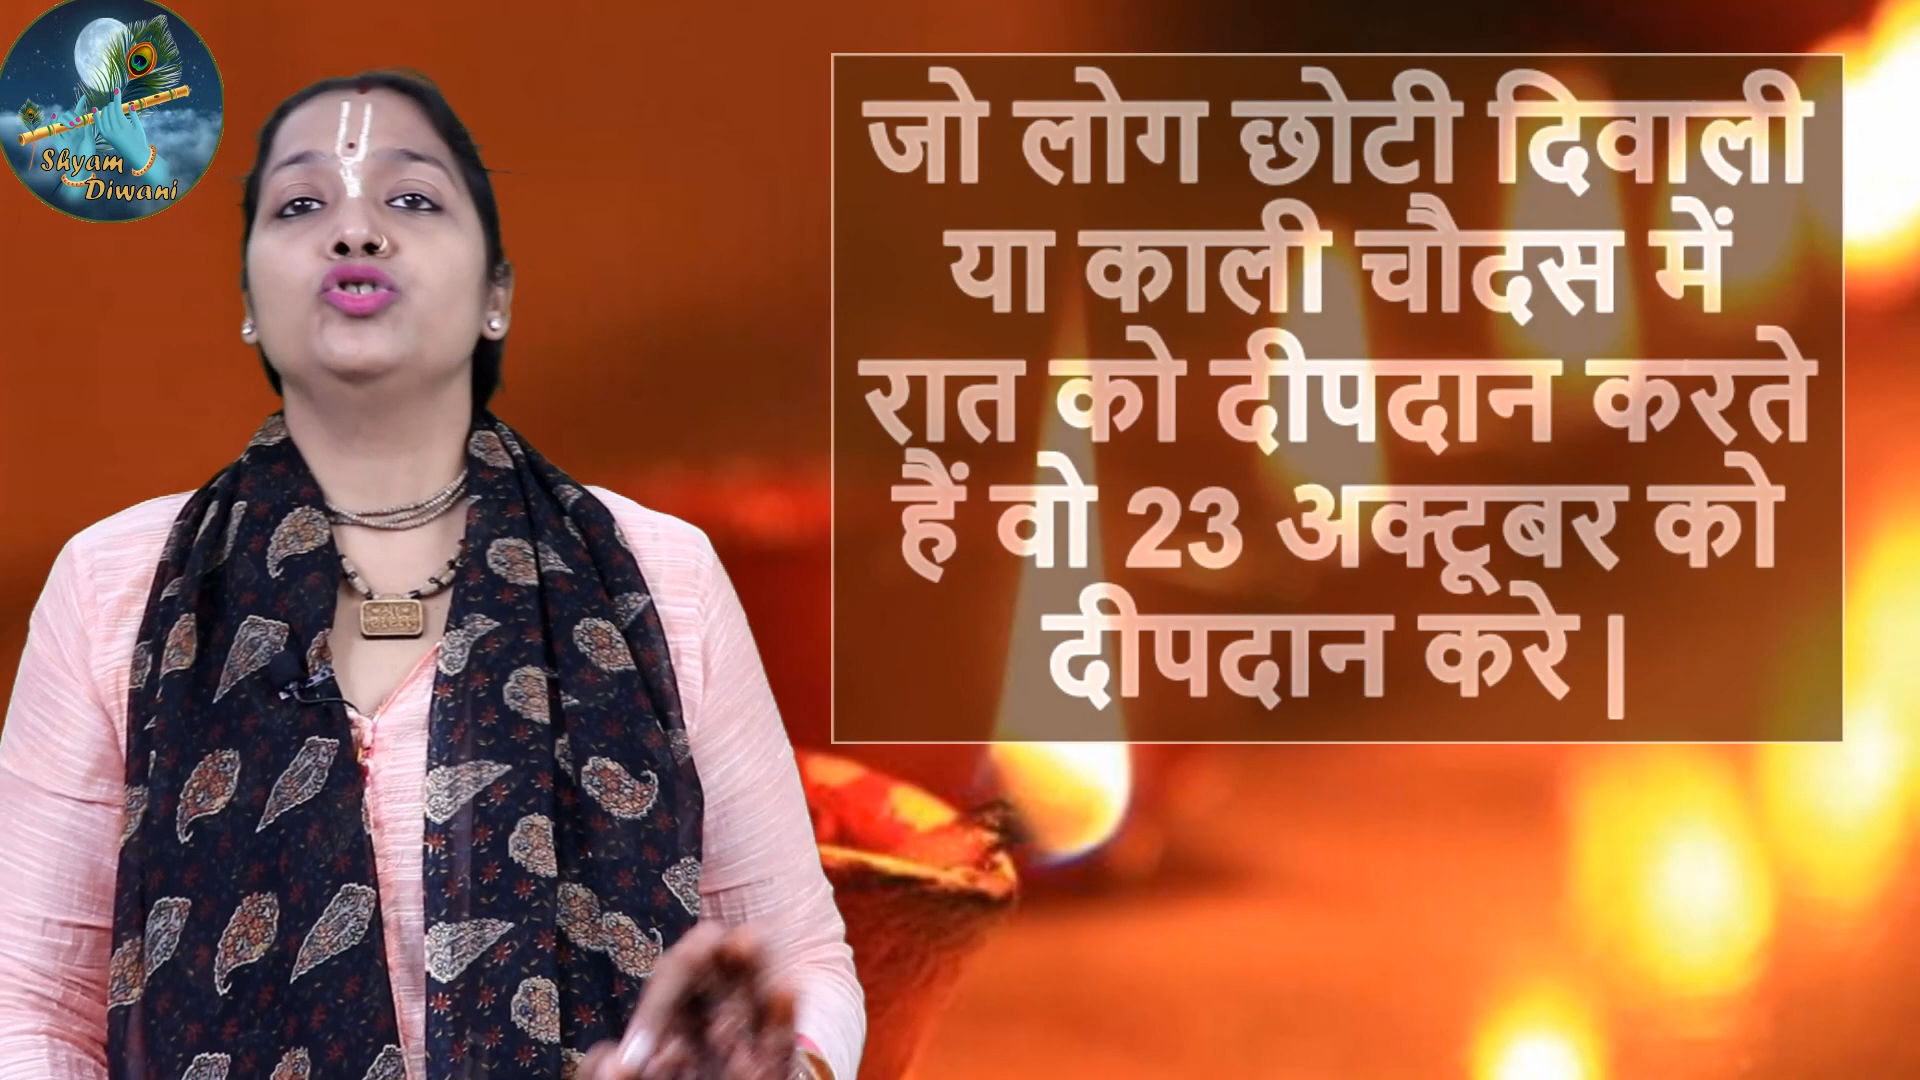 Shyam
Diwani
जो लोग छोटी दिवाली
या काली चौदस में
रात को दीपदान करते
हैं वो 23 अक्टूबर को
दीपदान करे |